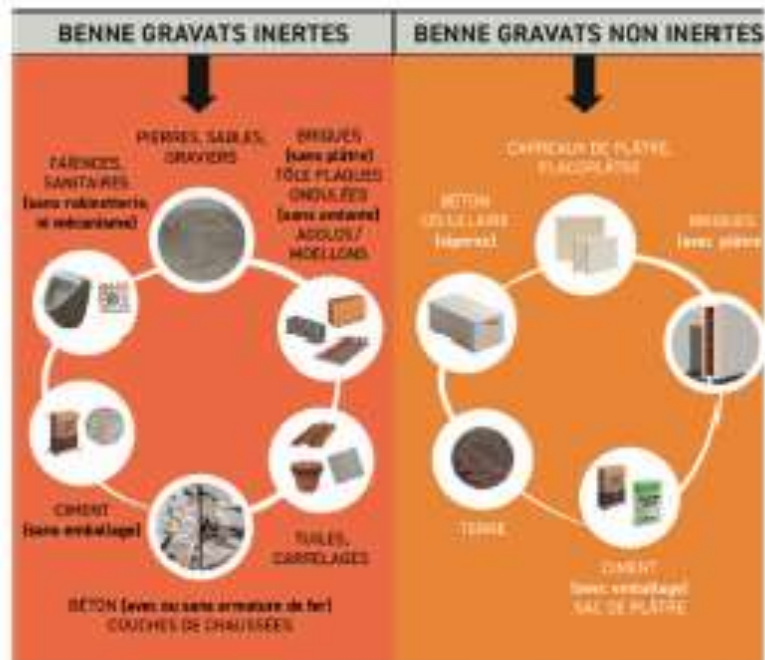 BENNE GRAVATS INERTES
PIERRES, SABLES,
GRAVIERS
BRIQUES
(sans plâtre)
TÔLE PLAQUES
ONDULÉES
(sans amiante)
AGGLOS/
MOELLONS
FAÏENCES,
SANITAIRES
(sans robinetterie,
ni mécanisme)
CIMENT
(sans emballage)
TUILES,
CARRELAGES
BÉTON (avec ou sans armature de fer)
COUCHES DE CHAUSSÉES
BENNE GRAVATS NON INERTES
CARREAUX DE PLÂTRE,
PLACOPLÂTRE
BÉTON
CELLULAIRE
(siporex)
BRIQUES
(avec plâtre
TERRE
CIMENT
(avec emballage)
SAC DE PLÂTRE